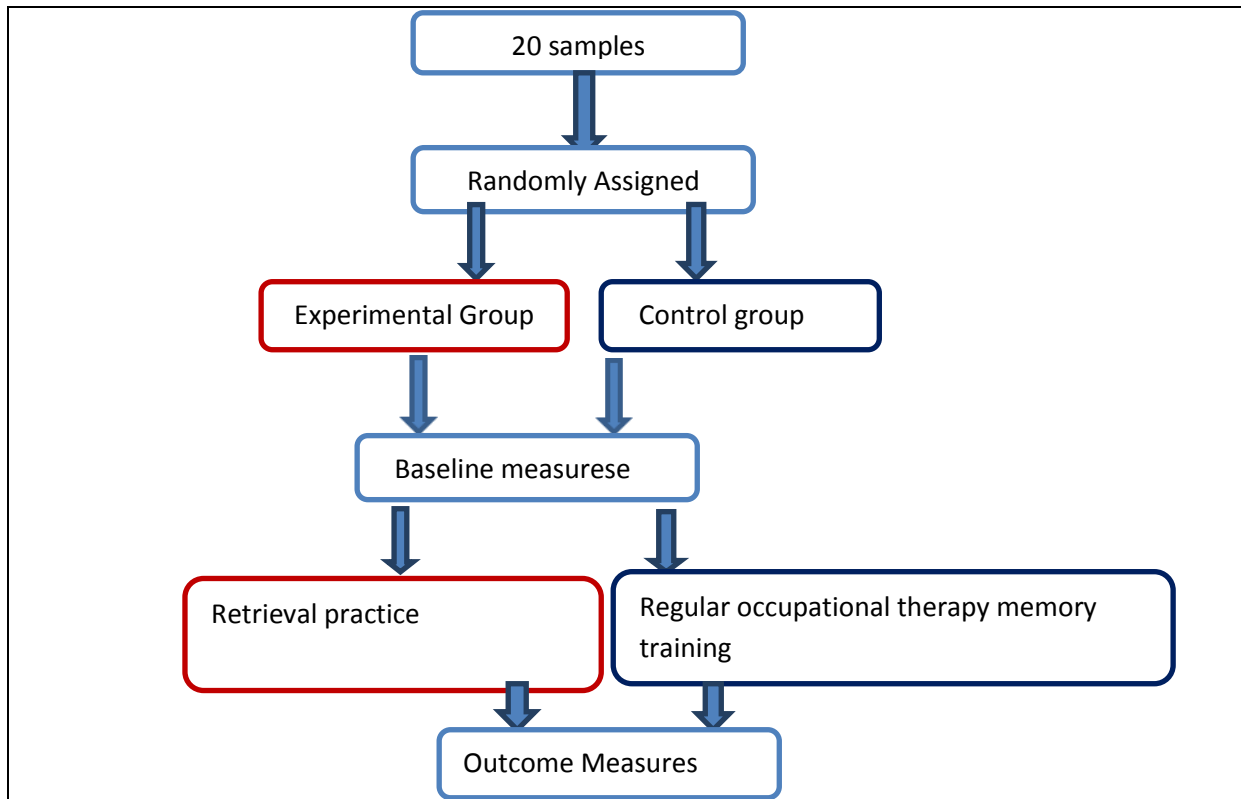 20 samples
Randomly Assigned
Experimental Group
Control group
Baseline measurese
Retrieval practice
Regular occupational therapy memory
training
Outcome Measures